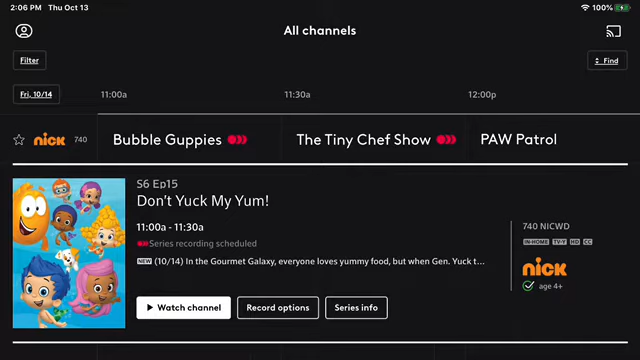 2:06 PM Thu Oct 13 100%
All channels
Filter
Find
Fri, 10/14 11:00a 11:30a 12:00p
nick 740 Bubble Guppies The Tiny Chef Show PAW Patrol
S6 Ep15
Don't Yuck My Yum!
11:00a - 11:30a
Series recording scheduled
NEW (10/14) In the Gourmet Galaxy, everyone loves yummy food, but when Gen. Yuck t...
740 NICWD
IN-HOME TV-Y HD CC
nick
age 4+
Watch channel Record options Series info